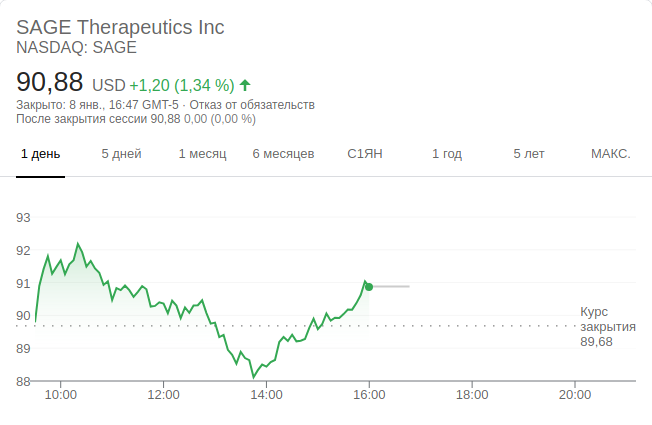 SAGE Therapeutics Inc
NASDAQ: SAGE
90,88 USD +1,20 (1,34 %)
Закрыто: 8 янв., 16:47 GMT-5 · Отказ от обязательств
После закрытия сессии 90,88 0,00 (0,00 %)
1 день 5 дней 1 месяц 6 месяцев С1ЯН 1 год 5 лет МАКС.
93
92
91
90
89
88
Курс
закрытия
89,68
10:00 12:00 14:00 16:00 18:00 20:00